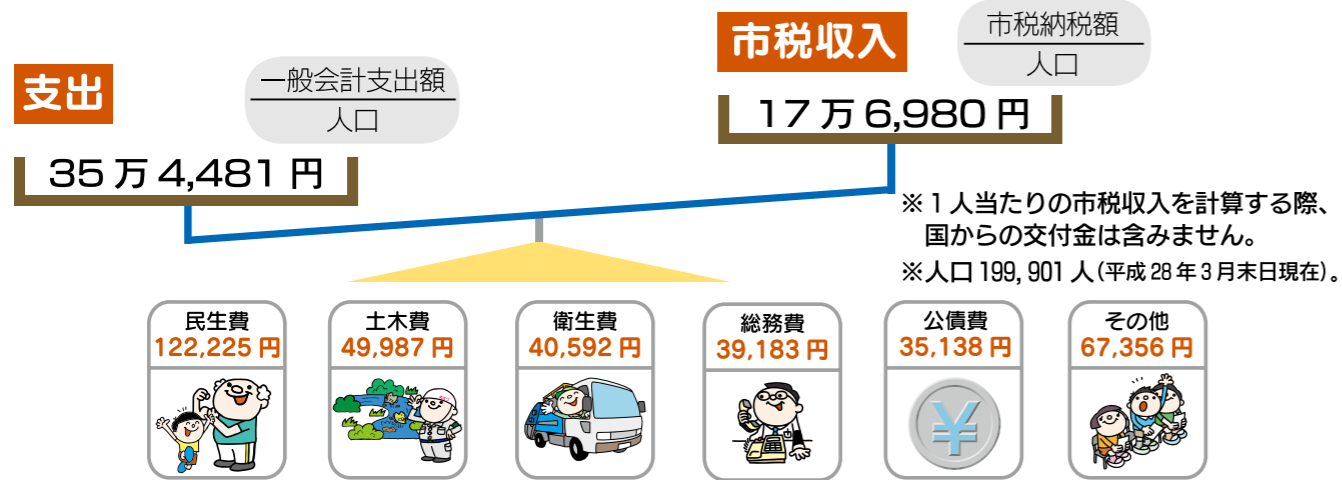 市税収入
市税納税額
人口
17万6,980円
支出
一般会計支出額
人口
35万4,481円
※1人当たりの市税収入を計算する際、
国からの交付金は含みません。
※人口199,901人(平成28年3月末日現在)。
民生費
122,225円
土木費
49,987円
衛生費
40,592円
総務費
39,183円
公債費
35,138円
¥
その他
67,356円